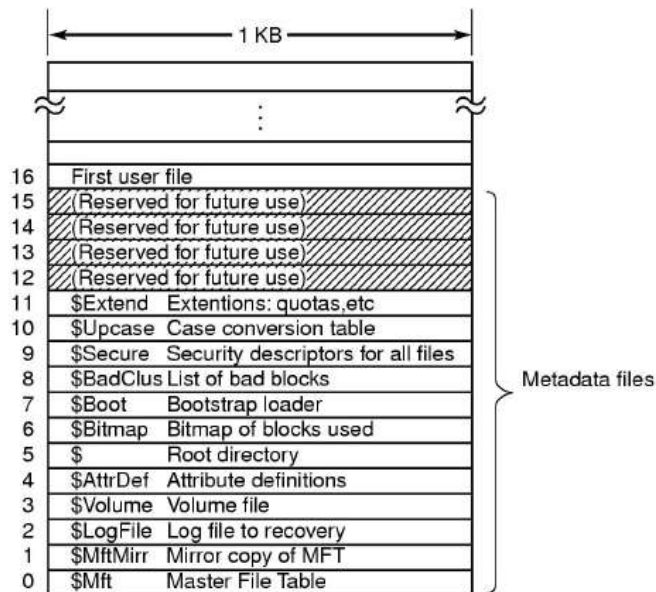 1 KB
16 First user file
15 (Reserved for future use)
14 (Reserved for future use)
13 (Reserved for future use)
12 (Reserved for future use)
11 $Extend Extentions: quotas,etc
10 $Upcase Case conversion table
9 $Secure Security descriptors for all files
8 $BadClus List of bad blocks
7 $Boot Bootstrap loader
6 $Bitmap Bitmap of blocks used
5 $ Root directory
4 $AttrDef Attribute definitions
3 $Volume Volume file
2 $LogFile Log file to recovery
1 $MftMirr Mirror copy of MFT
0 $Mft Master File Table
Metadata files